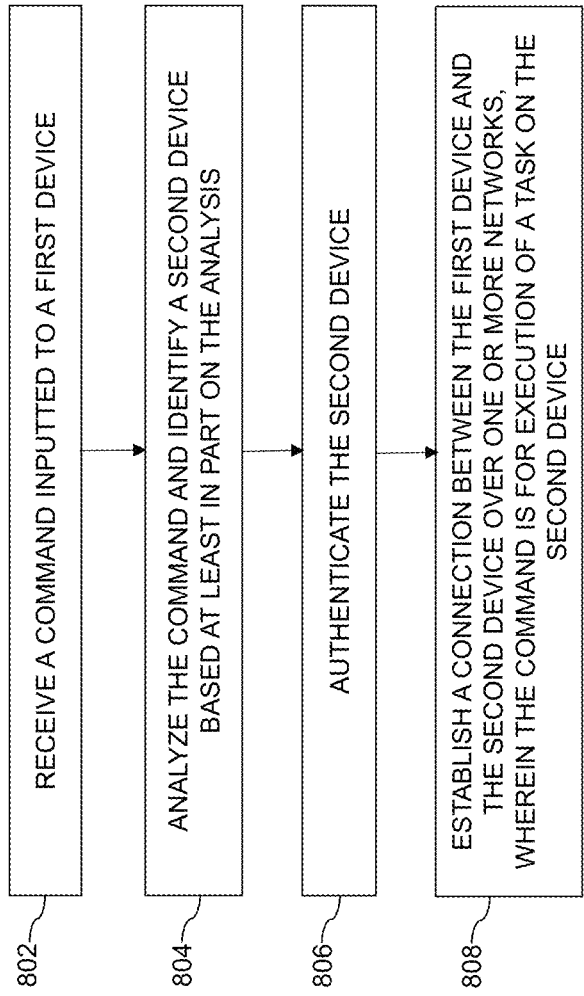 802
RECEIVE A COMMAND INPUTTED TO A FIRST DEVICE
804
ANALYZE THE COMMAND AND IDENTIFY A SECOND DEVICE
BASED AT LEAST IN PART ON THE ANALYSIS
806
AUTHENTICATE THE SECOND DEVICE
808
ESTABLISH A CONNECTION BETWEEN THE FIRST DEVICE AND
THE SECOND DEVICE OVER ONE OR MORE NETWORKS,
WHEREIN THE COMMAND IS FOR EXECUTION OF A TASK ON THE
SECOND DEVICE